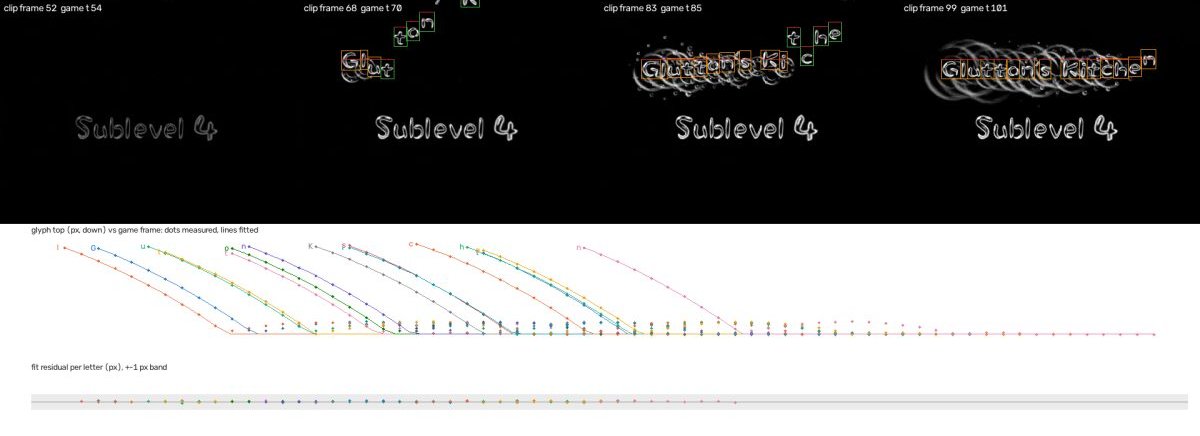 clip frame 52 game t 54
clip frame 68 game t 70
clip frame 83 game t 85
clip frame 99 game t 101
t o n
K
Glut
t he
c
Glutton's Ki
Glutton's Kitchen
Sublevel 4
Sublevel 4
Sublevel 4
Sublevel 4
glyph top (px, down) vs game frame: dots measured, lines fitted
l G u t p n K c h n
fit residual per letter (px), +-1 px band